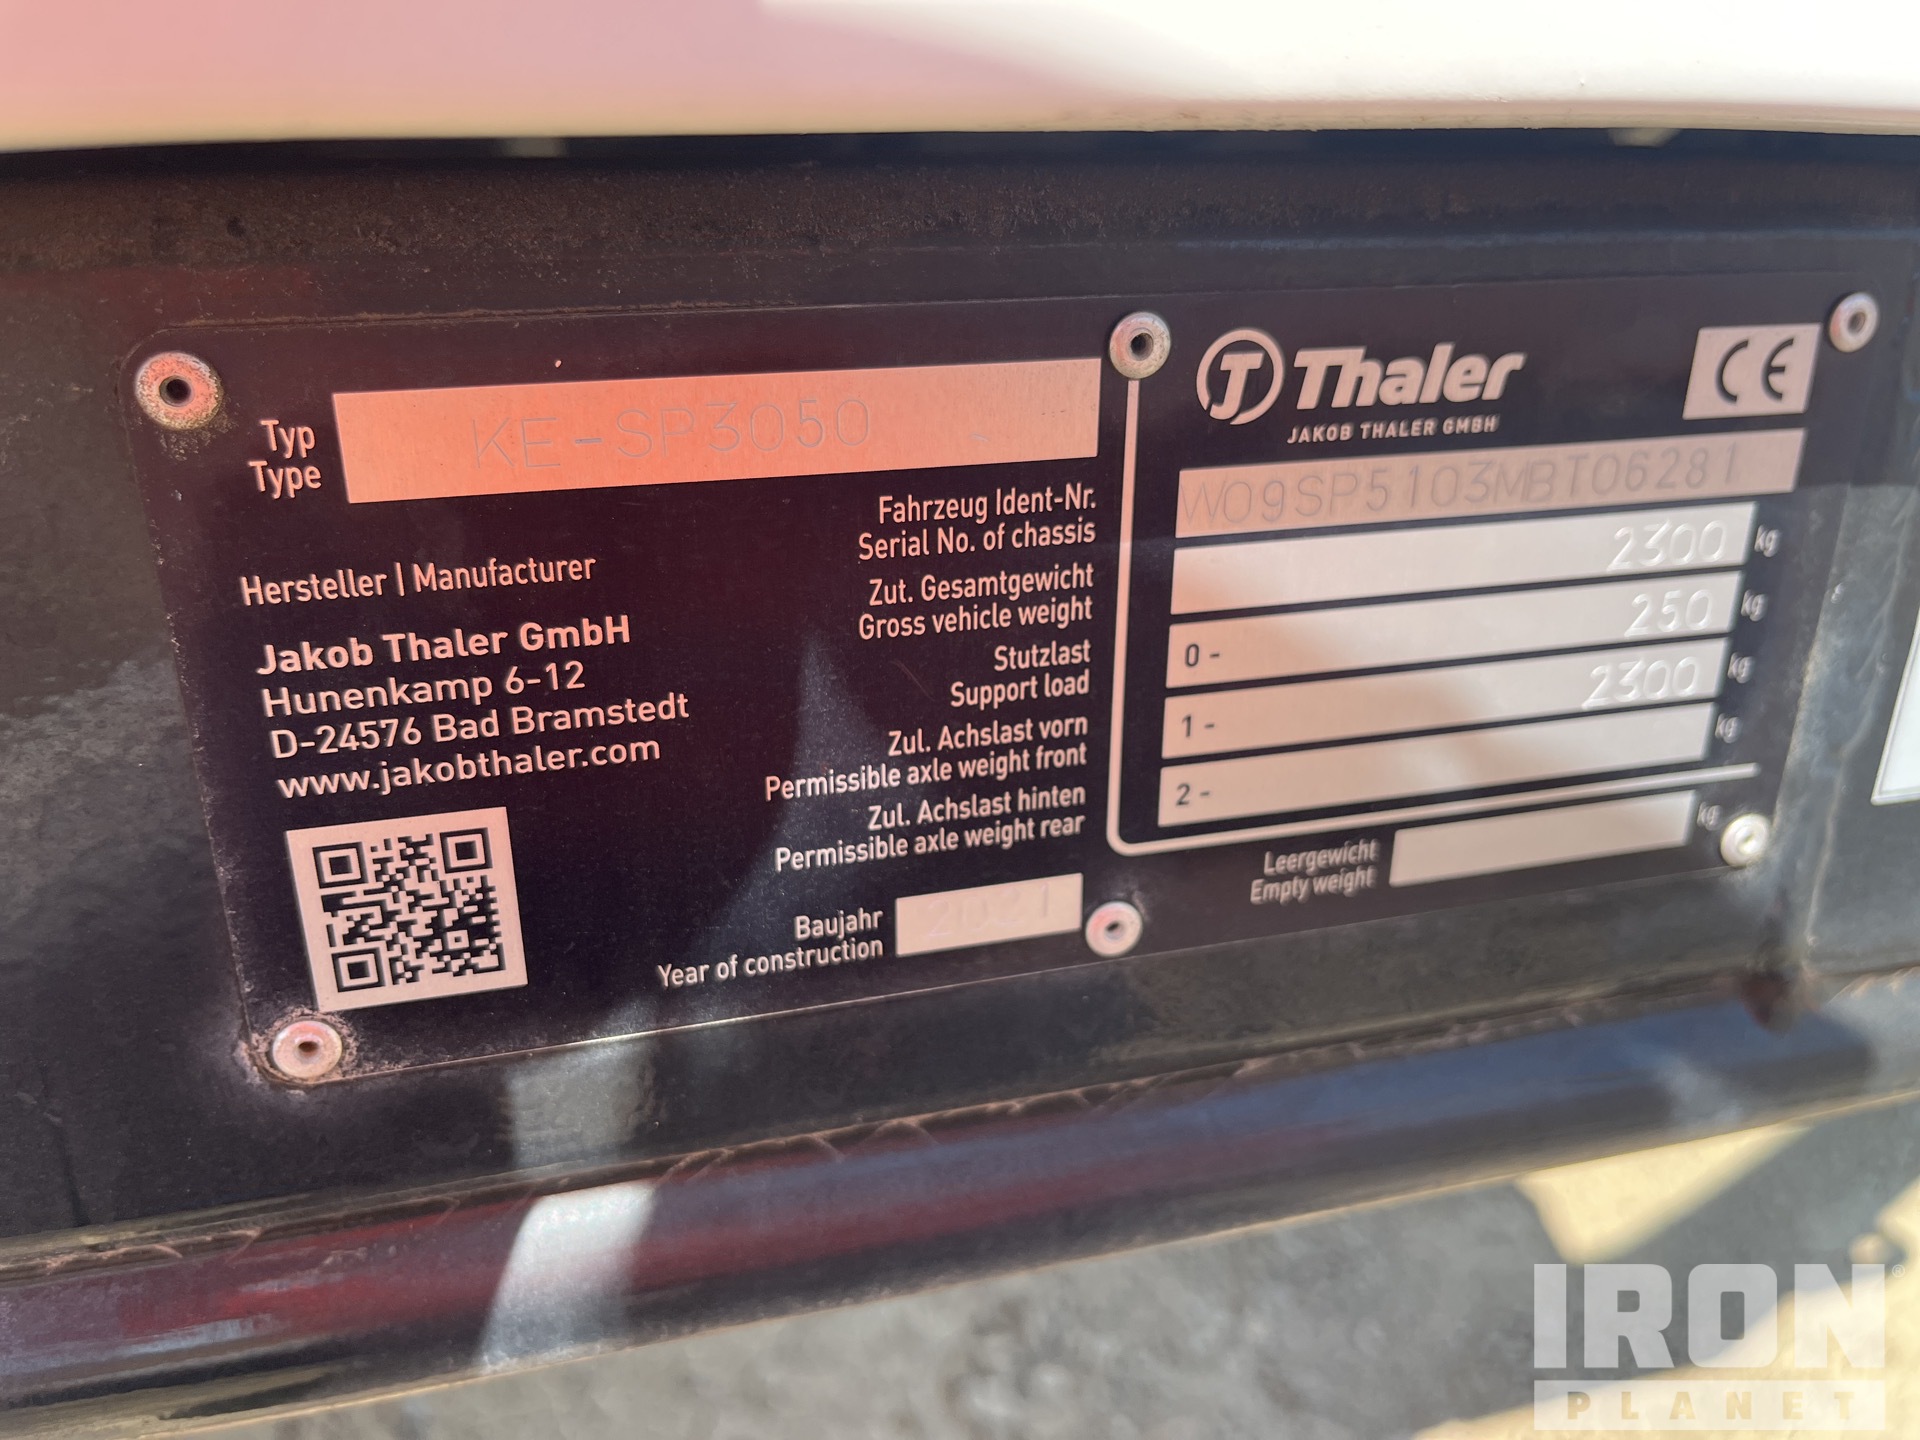 Typ
Type
KE-SP3050
Hersteller | Manufacturer
Jakob Thaler GmbH
Hunenkamp 6-12
D-24576 Bad Bramstedt
www.jakobthaler.com
J Thaler
JAKOB THALER GMBH
CE
Fahrzeug Ident-Nr.
Serial No. of chassis
W09SP5103MBT06281
Zut. Gesamtgewicht
Gross vehicle weight
2300 kg
Stutzlast
Support load
0 - 250 kg
Zul. Achslast vorn
Permissible axle weight front
1 - 2300 kg
Zul. Achslast hinten
Permissible axle weight rear
2 - kg
Leergewicht
Empty weight
kg
Baujahr
Year of construction
2021
IRON®
PLANET